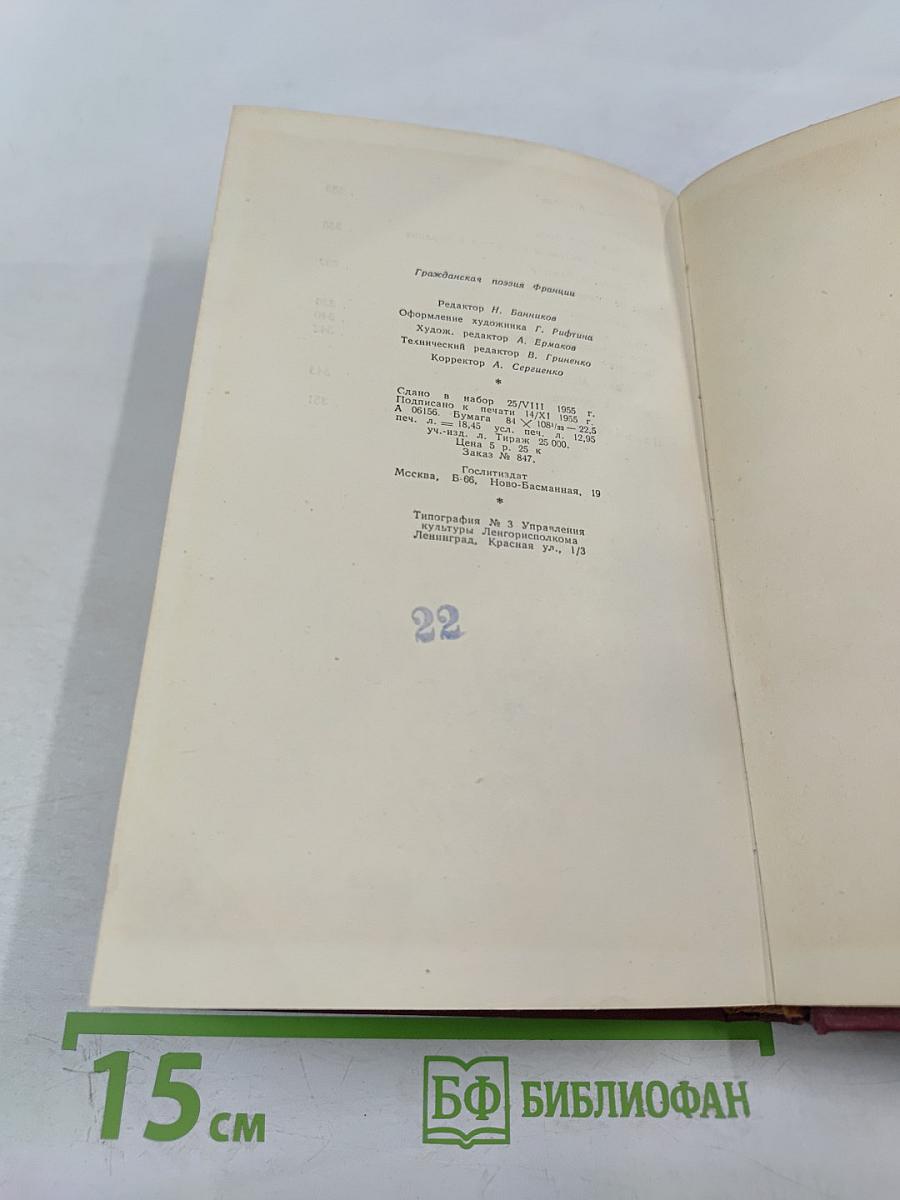 Гражданская поэзия Франции
Редактор Н. Банников
Оформление художника Г. Рифтина
Худож. редактор А. Ермаков
Технический редактор В. Гриненко
Корректор А. Сергиенко
*
Сдано в набор 25/VIII 1955 г.
Подписано к печати 14/XI 1955 г.
А 06156. Бумага 84 × 108¹/₃₂ — 22,5
печ. л. = 18,45 усл. печ. л. 12,95
уч.-изд. л. Тираж 25 000.
Цена 5 р. 25 к
Заказ № 847.
Гослитиздат
Москва, Б-66, Ново-Басманная, 19
*
Типография № 3 Управления
культуры Ленгорисполкома
Ленинград, Красная ул., 1/3
22
15 см
БФ БИБЛИОФАН